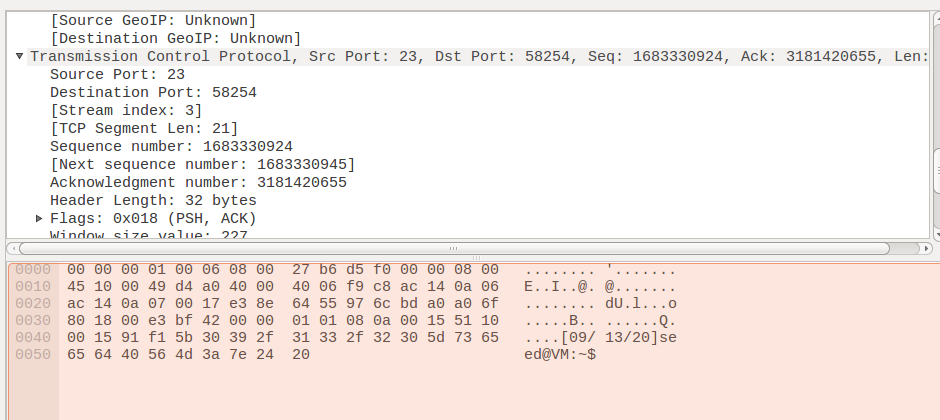 [Source GeoIP: Unknown]
[Destination GeoIP: Unknown]
Transmission Control Protocol, Src Port: 23, Dst Port: 58254, Seq: 1683330924, Ack: 3181420655, Len:
Source Port: 23
Destination Port: 58254
[Stream index: 3]
[TCP Segment Len: 21]
Sequence number: 1683330924
[Next sequence number: 1683330945]
Acknowledgment number: 3181420655
Header Length: 32 bytes
Flags: 0x018 (PSH, ACK)
Window size value: 227
0000 00 00 00 01 00 06 08 00 27 b6 d5 f0 00 00 08 00 ........ '.......
0010 45 10 00 49 d4 a0 40 00 40 06 f9 c8 ac 14 0a 06 E..I..@. @.......
0020 ac 14 0a 07 00 17 e3 8e 64 55 97 6c bd a0 a0 6f ........ dU.l...o
0030 80 18 00 e3 bf 42 00 00 01 01 08 0a 00 15 51 10 .....B.. ......Q.
0040 00 15 91 f1 5b 30 39 2f 31 33 2f 32 30 5d 73 65 ....[09/ 13/20]se
0050 65 64 40 56 4d 3a 7e 24 20 ed@VM:~$